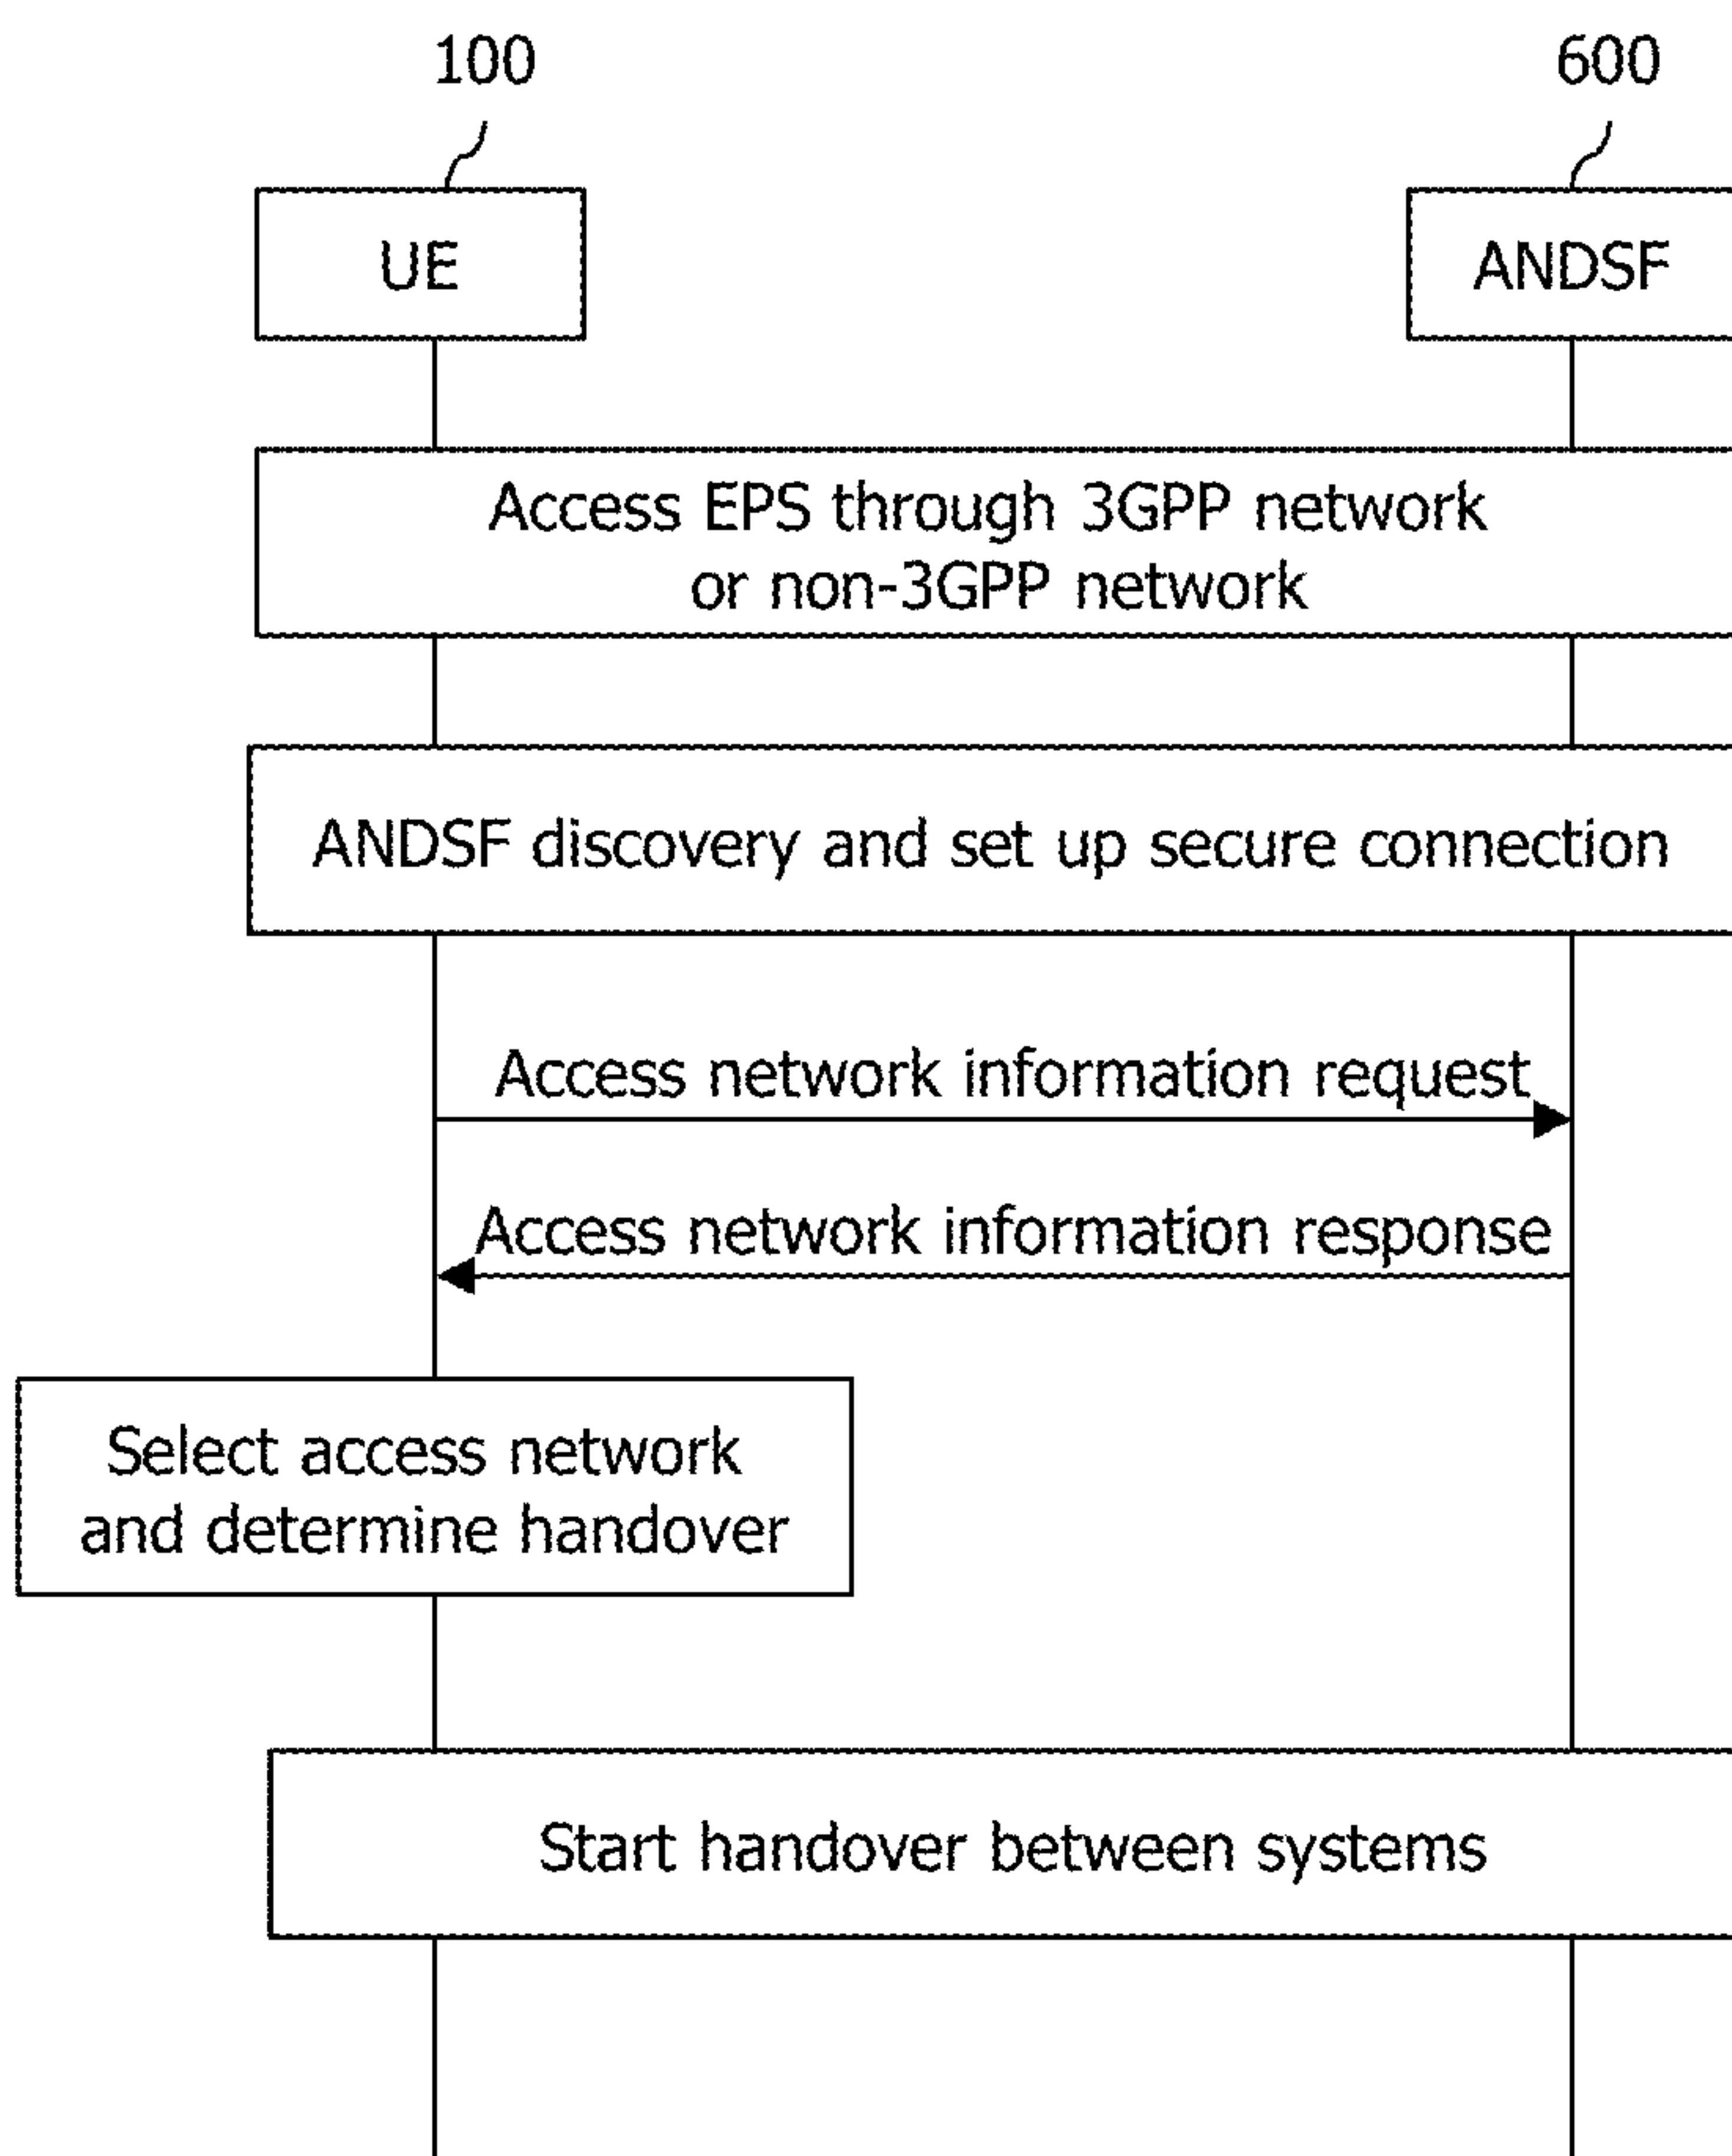 100
600
UE
ANDSF
Access EPS through 3GPP network
or non-3GPP network
ANDSF discovery and set up secure connection
Access network information request
Access network information response
Select access network
and determine handover
Start handover between systems